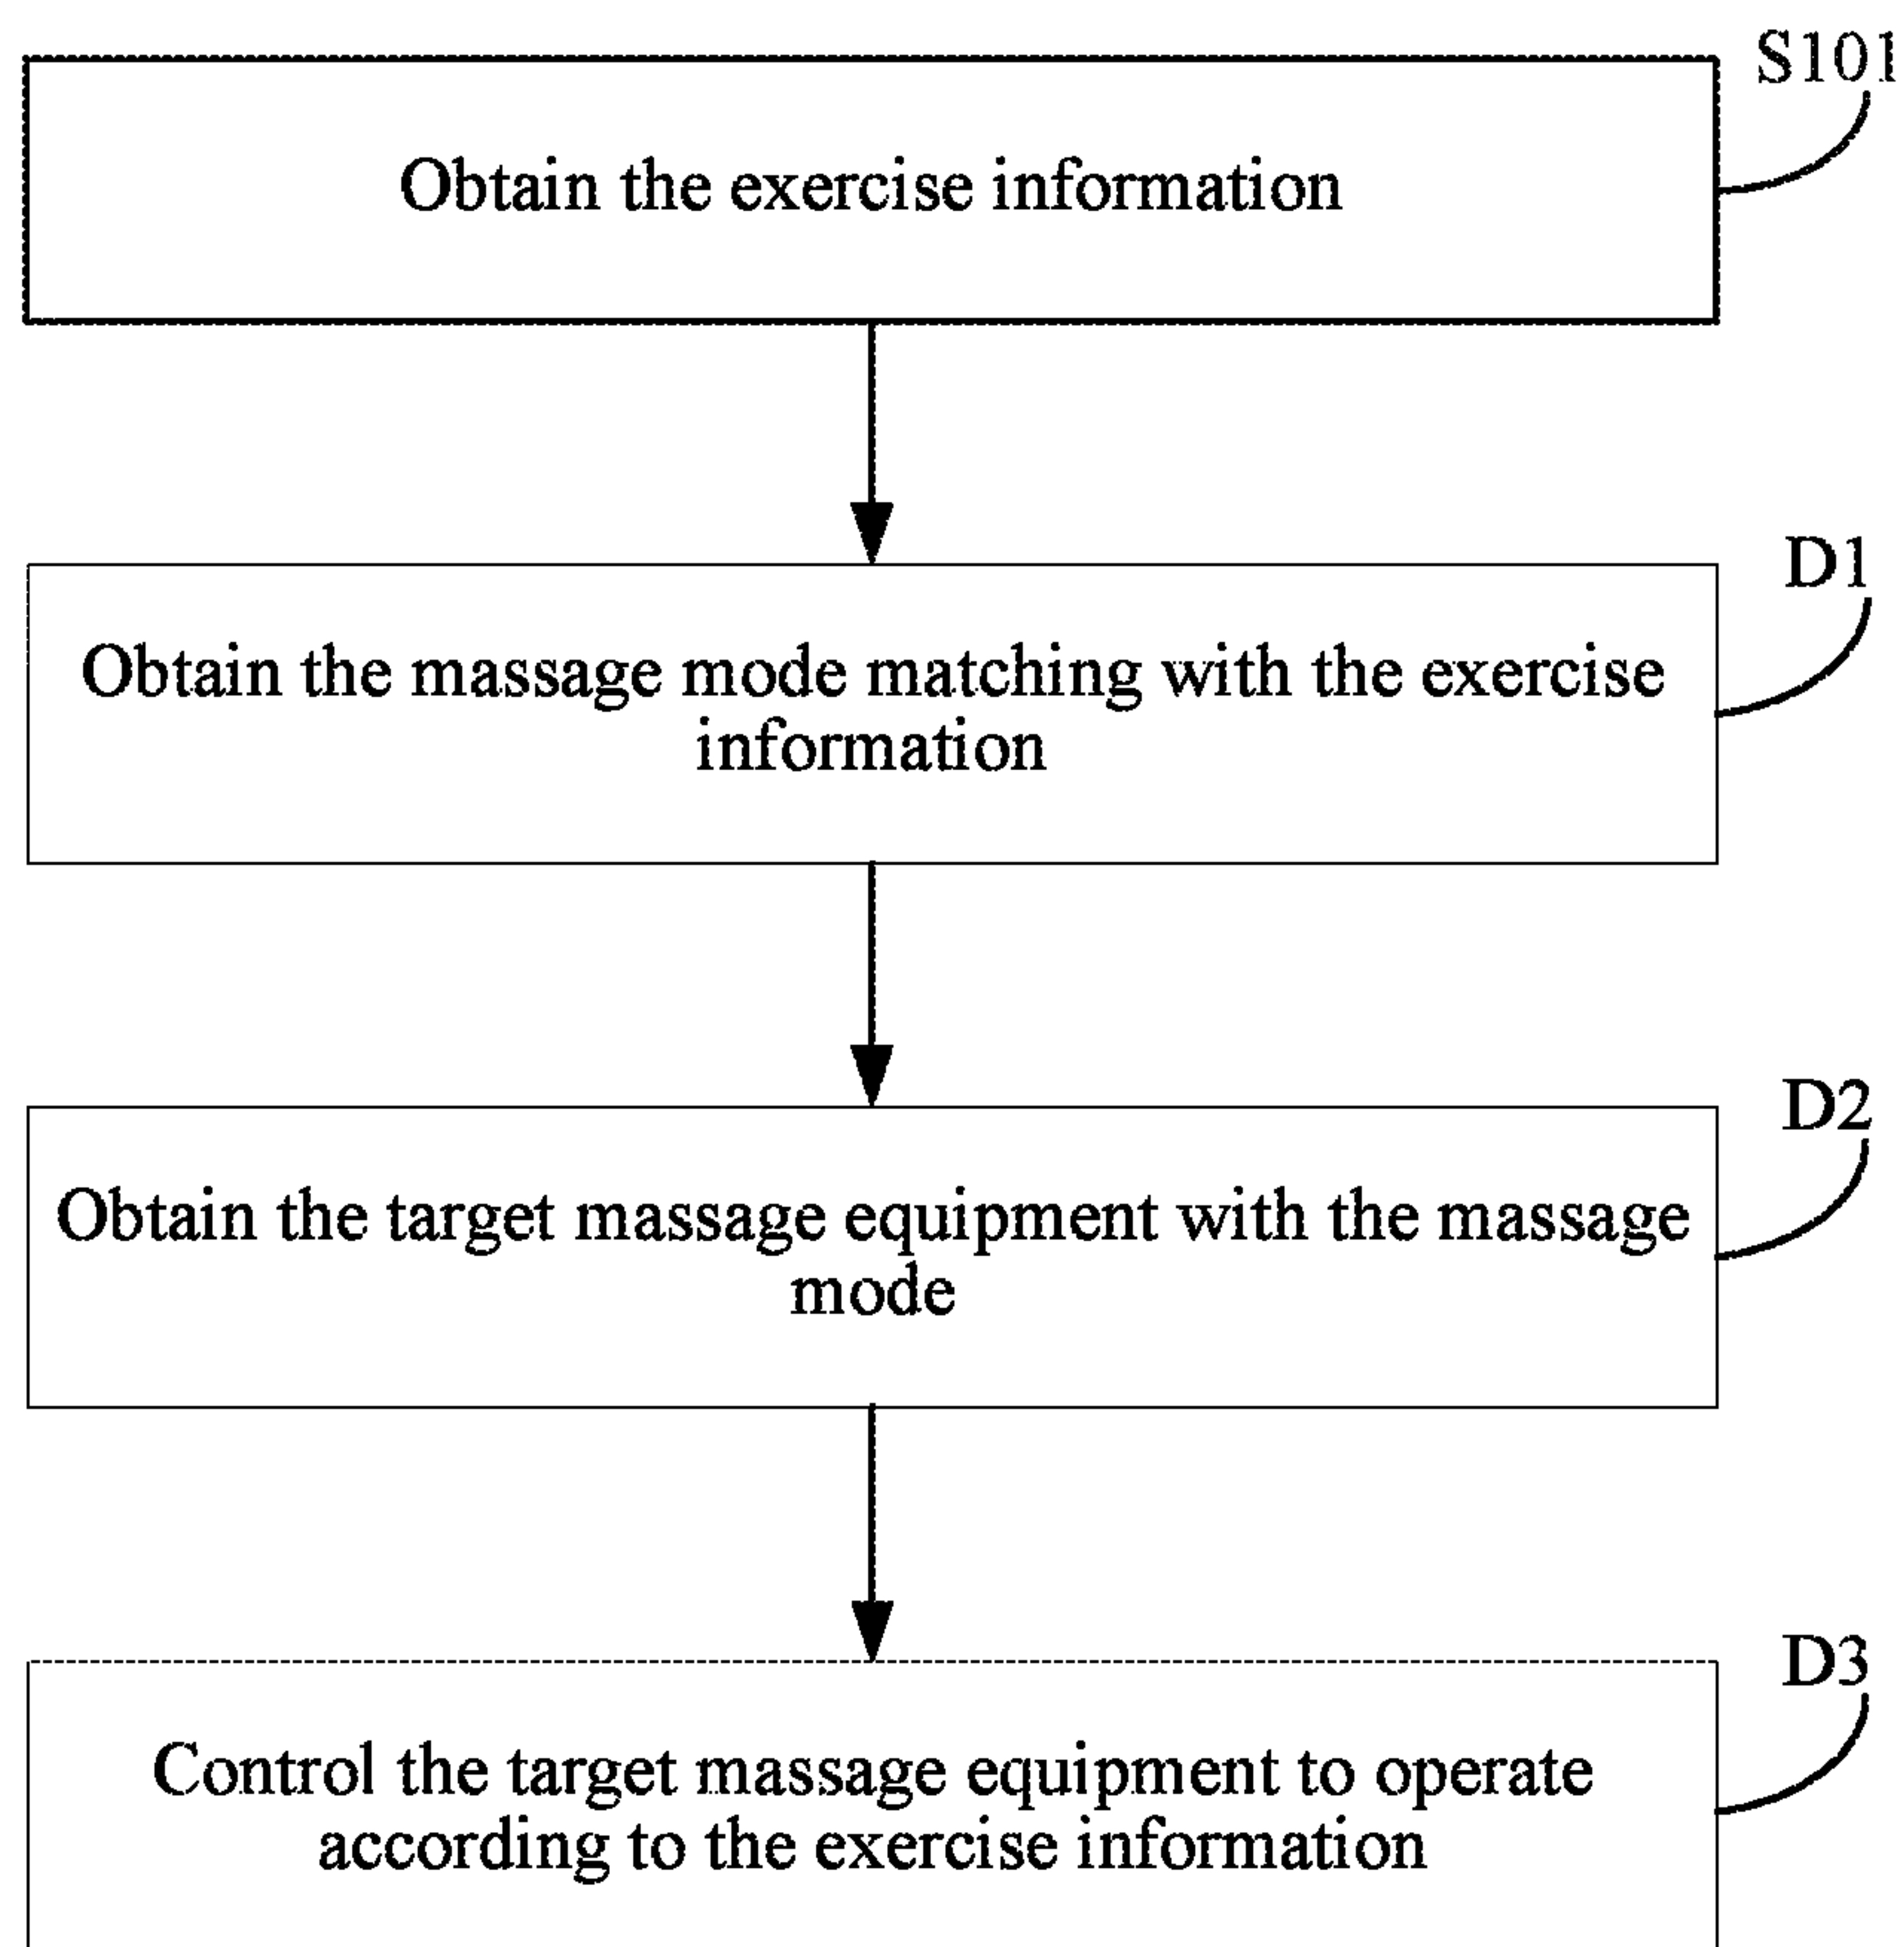 S101
Obtain the exercise information
D1
Obtain the massage mode matching with the exercise
information
D2
Obtain the target massage equipment with the massage
mode
D3
Control the target massage equipment to operate
according to the exercise information